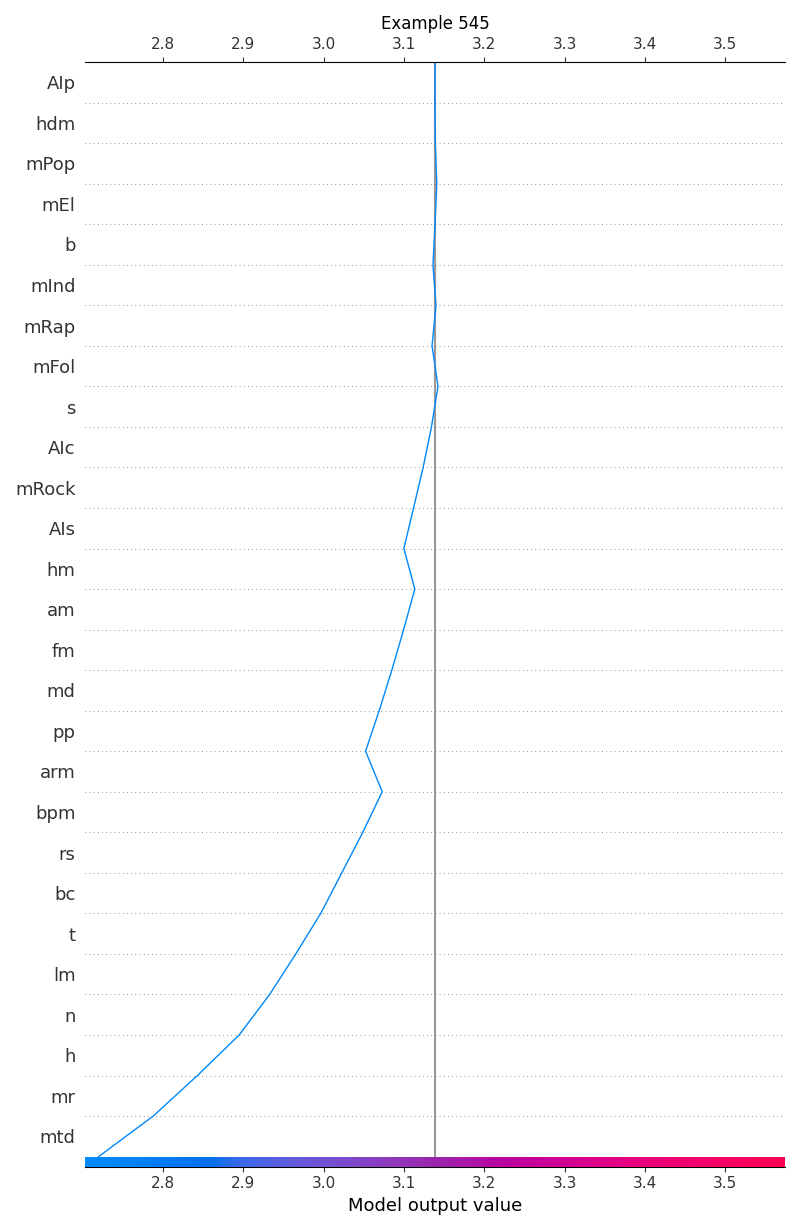 Example 545
2.8 2.9 3.0 3.1 3.2 3.3 3.4 3.5
AIp
hdm
mPop
mEl
b
mInd
mRap
mFol
s
AIc
mRock
AIs
hm
am
fm
md
pp
arm
bpm
rs
bc
t
lm
n
h
mr
mtd
2.8 2.9 3.0 3.1 3.2 3.3 3.4 3.5
Model output value